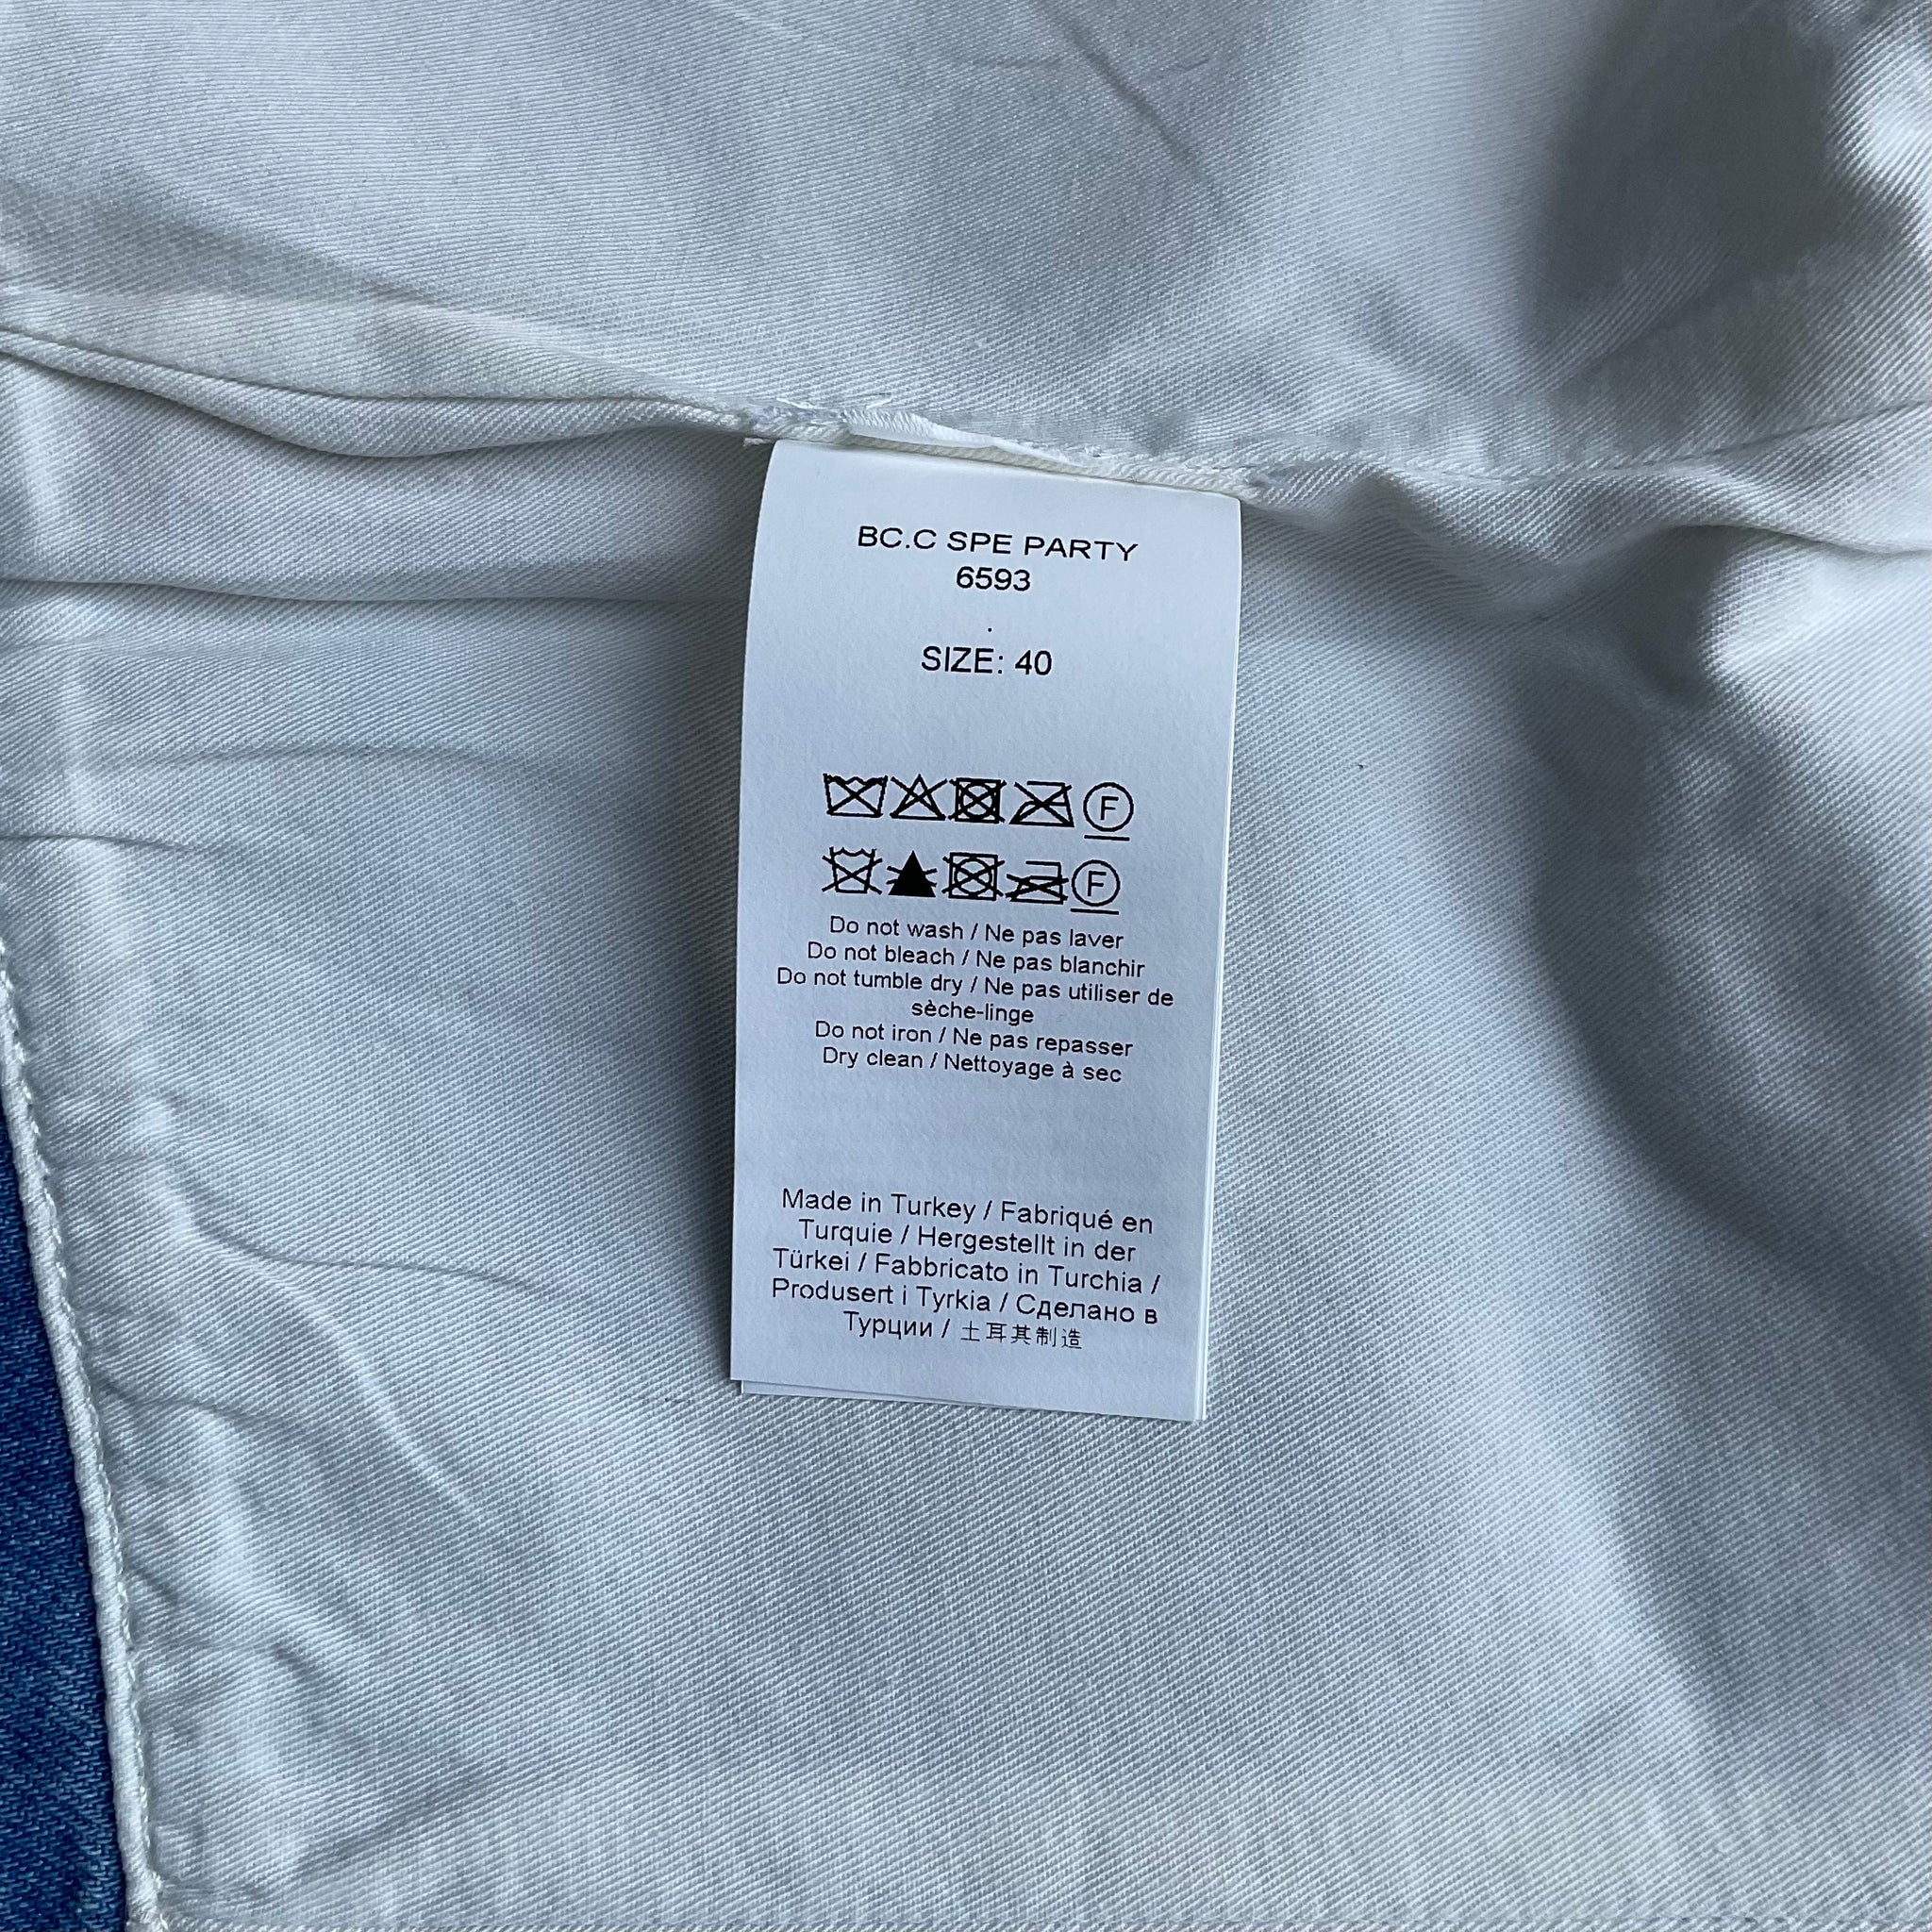 BC.C SPE PARTY
6593
.
SIZE: 40
F
F
Do not wash / Ne pas laver
Do not bleach / Ne pas blanchir
Do not tumble dry / Ne pas utiliser de
sèche-linge
Do not iron / Ne pas repasser
Dry clean / Nettoyage à sec
Made in Turkey / Fabriqué en
Turquie / Hergestellt in der
Türkei / Fabbricato in Turchia /
Produsert i Tyrkia / Сделано в
Турции / 土耳其制造